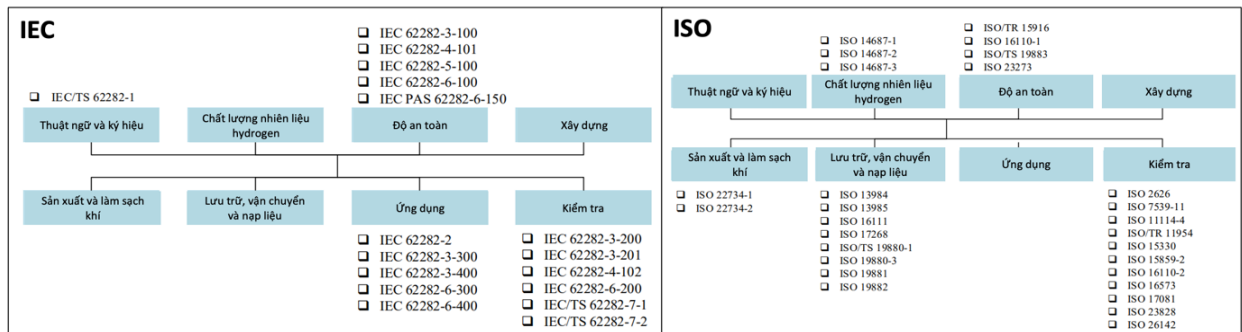 IEC
IEC 62282-3-100
IEC 62282-4-101
IEC 62282-5-100
IEC 62282-6-100
IEC PAS 62282-6-150
IEC/TS 62282-1
Thuật ngữ và ký hiệu
Chất lượng nhiên liệu
hydrogen
Độ an toàn
Xây dựng
Sản xuất và làm sạch
khí
Lưu trữ, vận chuyển
và nạp liệu
Ứng dụng
Kiểm tra
IEC 62282-2
IEC 62282-3-300
IEC 62282-3-400
IEC 62282-6-300
IEC 62282-6-400
IEC 62282-3-200
IEC 62282-3-201
IEC 62282-4-102
IEC 62282-6-200
IEC/TS 62282-7-1
IEC/TS 62282-7-2
ISO
ISO 14687-1
ISO 14687-2
ISO 14687-3
ISO/TR 15916
ISO 16110-1
ISO/TS 19883
ISO 23273
Thuật ngữ và ký hiệu
Chất lượng nhiên liệu
hydrogen
Độ an toàn
Xây dựng
Sản xuất và làm sạch
khí
Lưu trữ, vận chuyển
và nạp liệu
Ứng dụng
Kiểm tra
ISO 22734-1
ISO 22734-2
ISO 13984
ISO 13985
ISO 16111
ISO 17268
ISO/TS 19880-1
ISO 19880-3
ISO 19881
ISO 19882
ISO 2626
ISO 7539-11
ISO 11114-4
ISO/TR 11954
ISO 15330
ISO 15859-2
ISO 16110-2
ISO 16573
ISO 17081
ISO 23828
ISO 26142